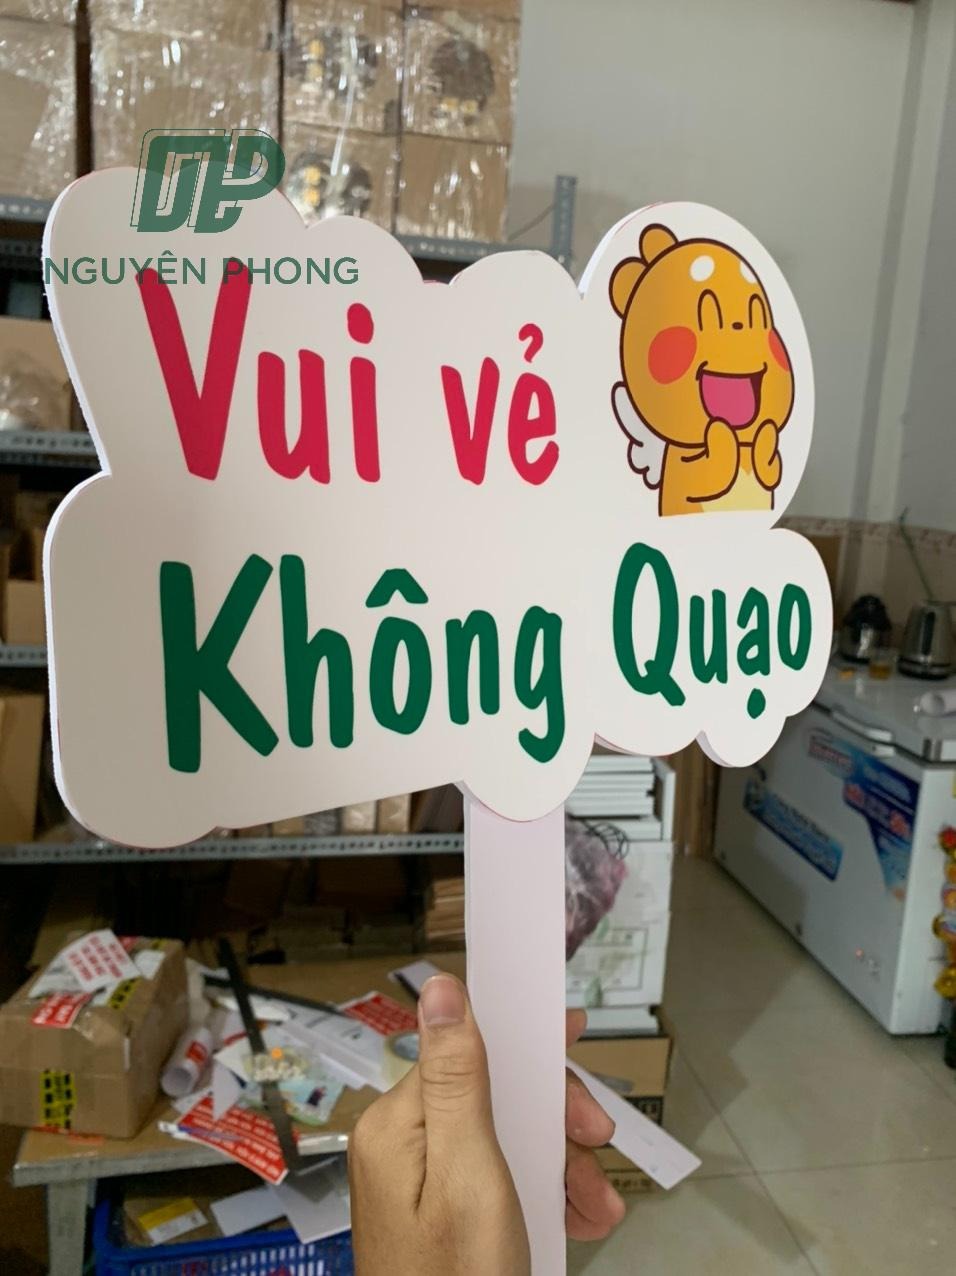 NGUYÊN PHONG
Vui vẻ
Không Quạo